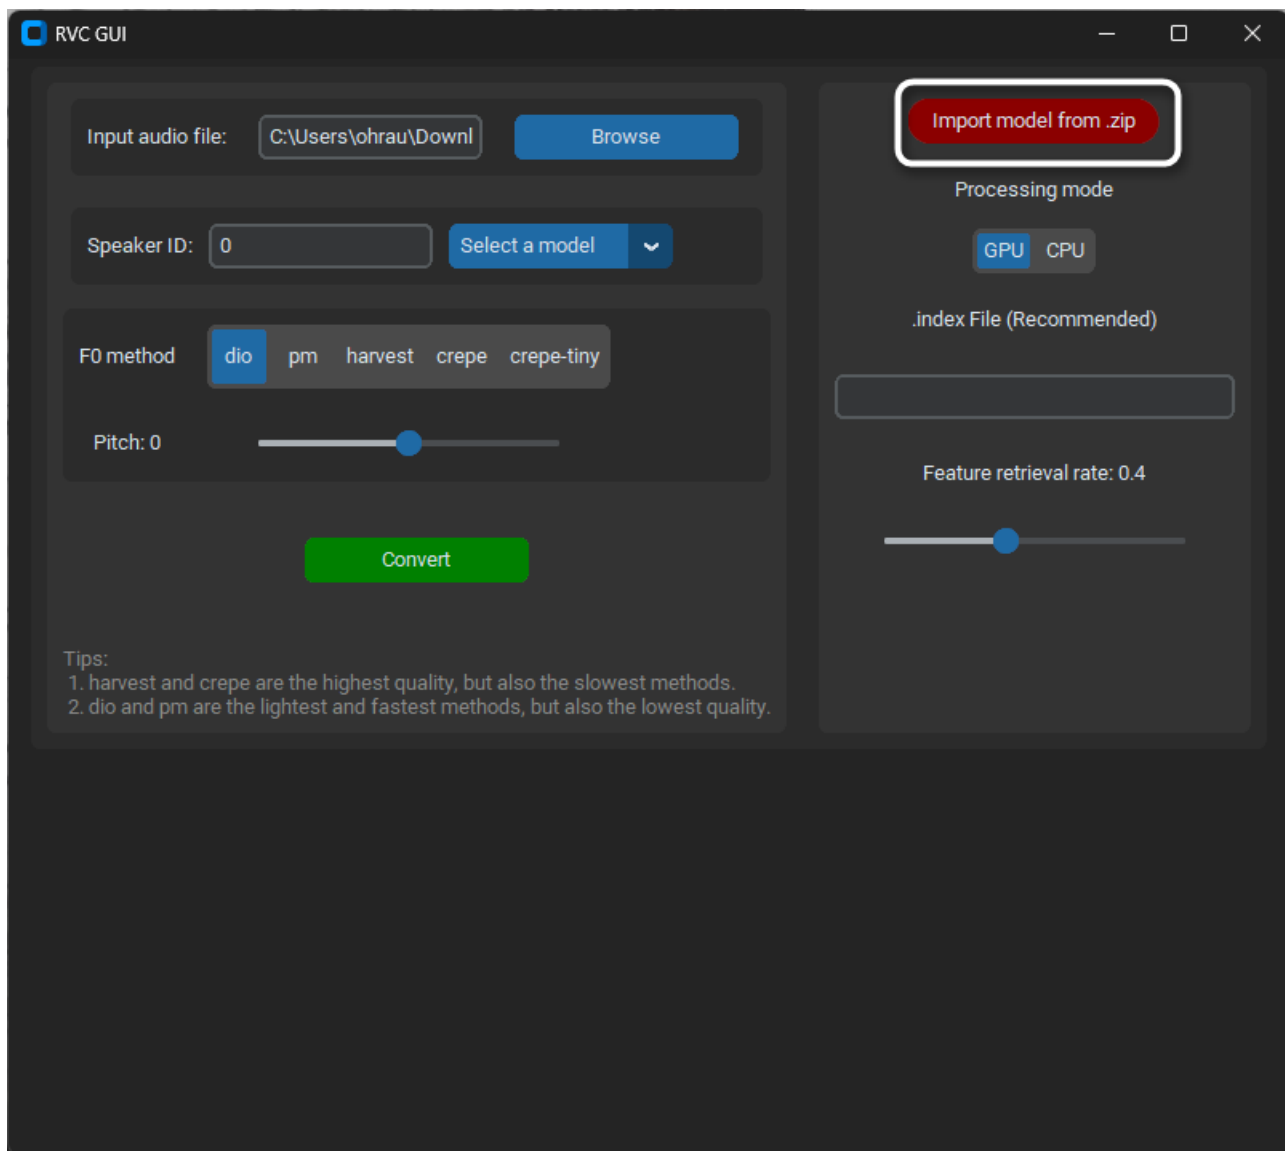 RVC GUI
Input audio file:
C:\Users\ohrau\Downl
Browse
Speaker ID:
0
Select a model
F0 method
dio
pm
harvest
crepe
crepe-tiny
Pitch: 0
Convert
Tips:
1. harvest and crepe are the highest quality, but also the slowest methods.
2. dio and pm are the lightest and fastest methods, but also the lowest quality.
Import model from .zip
Processing mode
GPU
CPU
.index File (Recommended)
Feature retrieval rate: 0.4